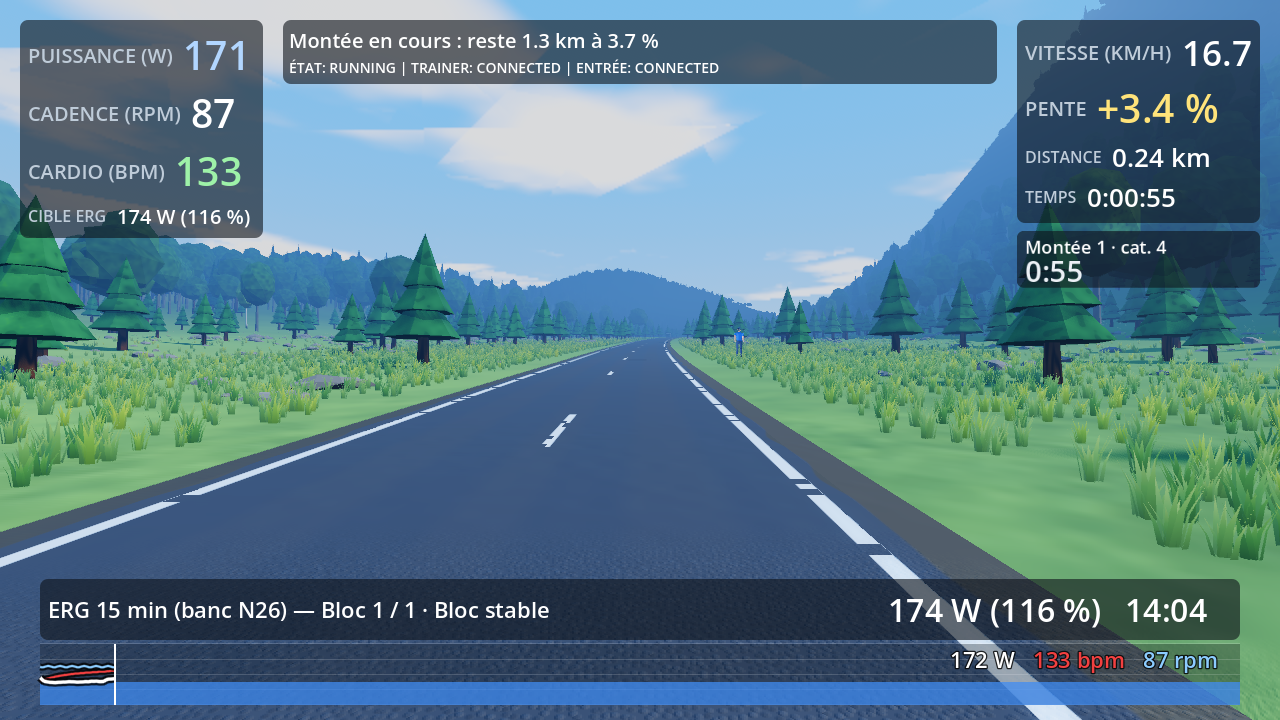 PUISSANCE (W) 171
CADENCE (RPM) 87
CARDIO (BPM) 133
CIBLE ERG 174 W (116 %)
Montée en cours : reste 1.3 km à 3.7 %
ÉTAT: RUNNING | TRAINER: CONNECTED | ENTRÉE: CONNECTED
VITESSE (KM/H) 16.7
PENTE +3.4 %
DISTANCE 0.24 km
TEMPS 0:00:55
Montée 1 · cat. 4
0:55
ERG 15 min (banc N26) — Bloc 1 / 1 · Bloc stable 174 W (116 %) 14:04
172 W 133 bpm 87 rpm